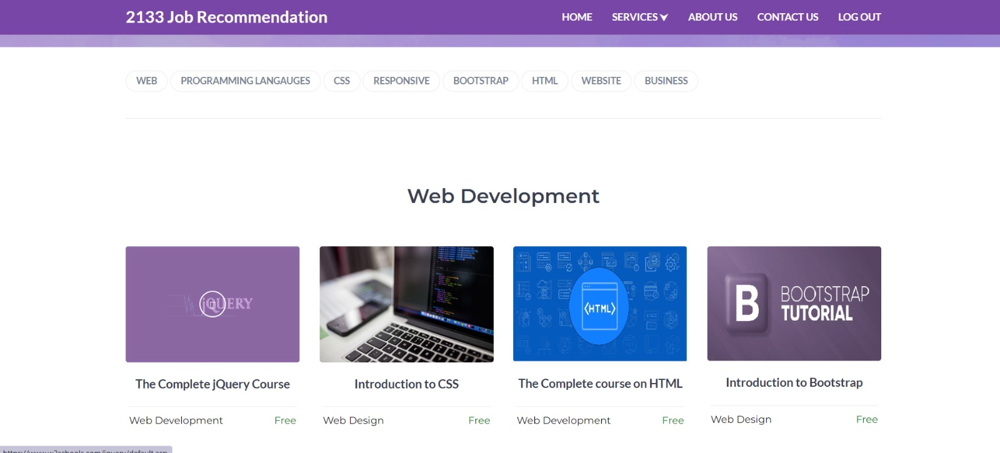 2133 Job Recommendation
HOME SERVICES ABOUT US CONTACT US LOG OUT
WEB PROGRAMMING LANGAUGES CSS RESPONSIVE BOOTSTRAP HTML WEBSITE BUSINESS
Web Development
jQUERY
<HTML>
B BOOTSTRAP
TUTORIAL
The Complete jQuery Course
Introduction to CSS
The Complete course on HTML
Introduction to Bootstrap
Web Development Free
Web Design Free
Web Development Free
Web Design Free
https://www.w3schools.com/jquery/default.asp